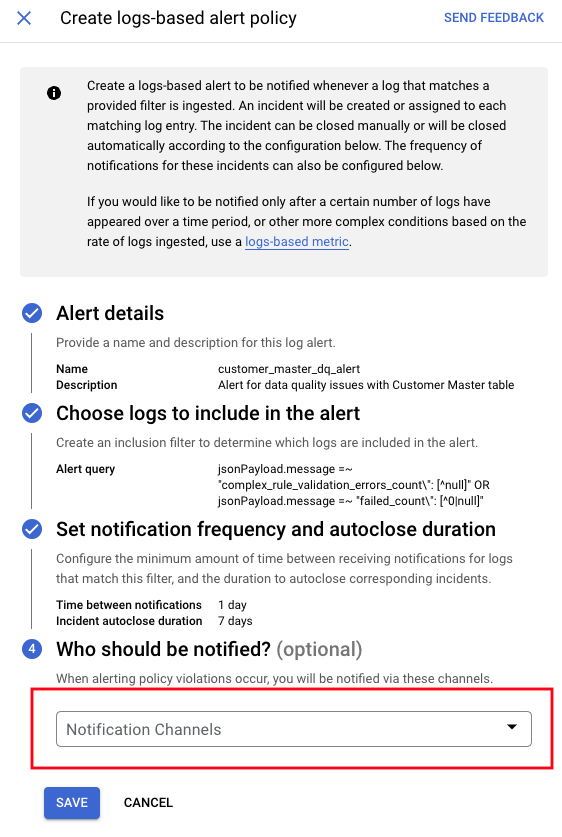 Create logs-based alert policy
SEND FEEDBACK
Create a logs-based alert to be notified whenever a log that matches a
provided filter is ingested. An incident will be created or assigned to each
matching log entry. The incident can be closed manually or will be closed
automatically according to the configuration below. The frequency of
notifications for these incidents can also be configured below.
If you would like to be notified only after a certain number of logs have
appeared over a time period, or other more complex conditions based on the
rate of logs ingested, use a logs-based metric.
Alert details
Provide a name and description for this log alert.
Name customer_master_dq_alert
Description Alert for data quality issues with Customer Master table
Choose logs to include in the alert
Create an inclusion filter to determine which logs are included in the alert.
Alert query jsonPayload.message =~
"complex_rule_validation_errors_count\": [^null]" OR
jsonPayload.message =~ "failed_count\": [^0|null]"
Set notification frequency and autoclose duration
Configure the minimum amount of time between receiving notifications for logs
that match this filter, and the duration to autoclose corresponding incidents.
Time between notifications 1 day
Incident autoclose duration 7 days
4 Who should be notified? (optional)
When alerting policy violations occur, you will be notified via these channels.
Notification Channels
SAVE CANCEL